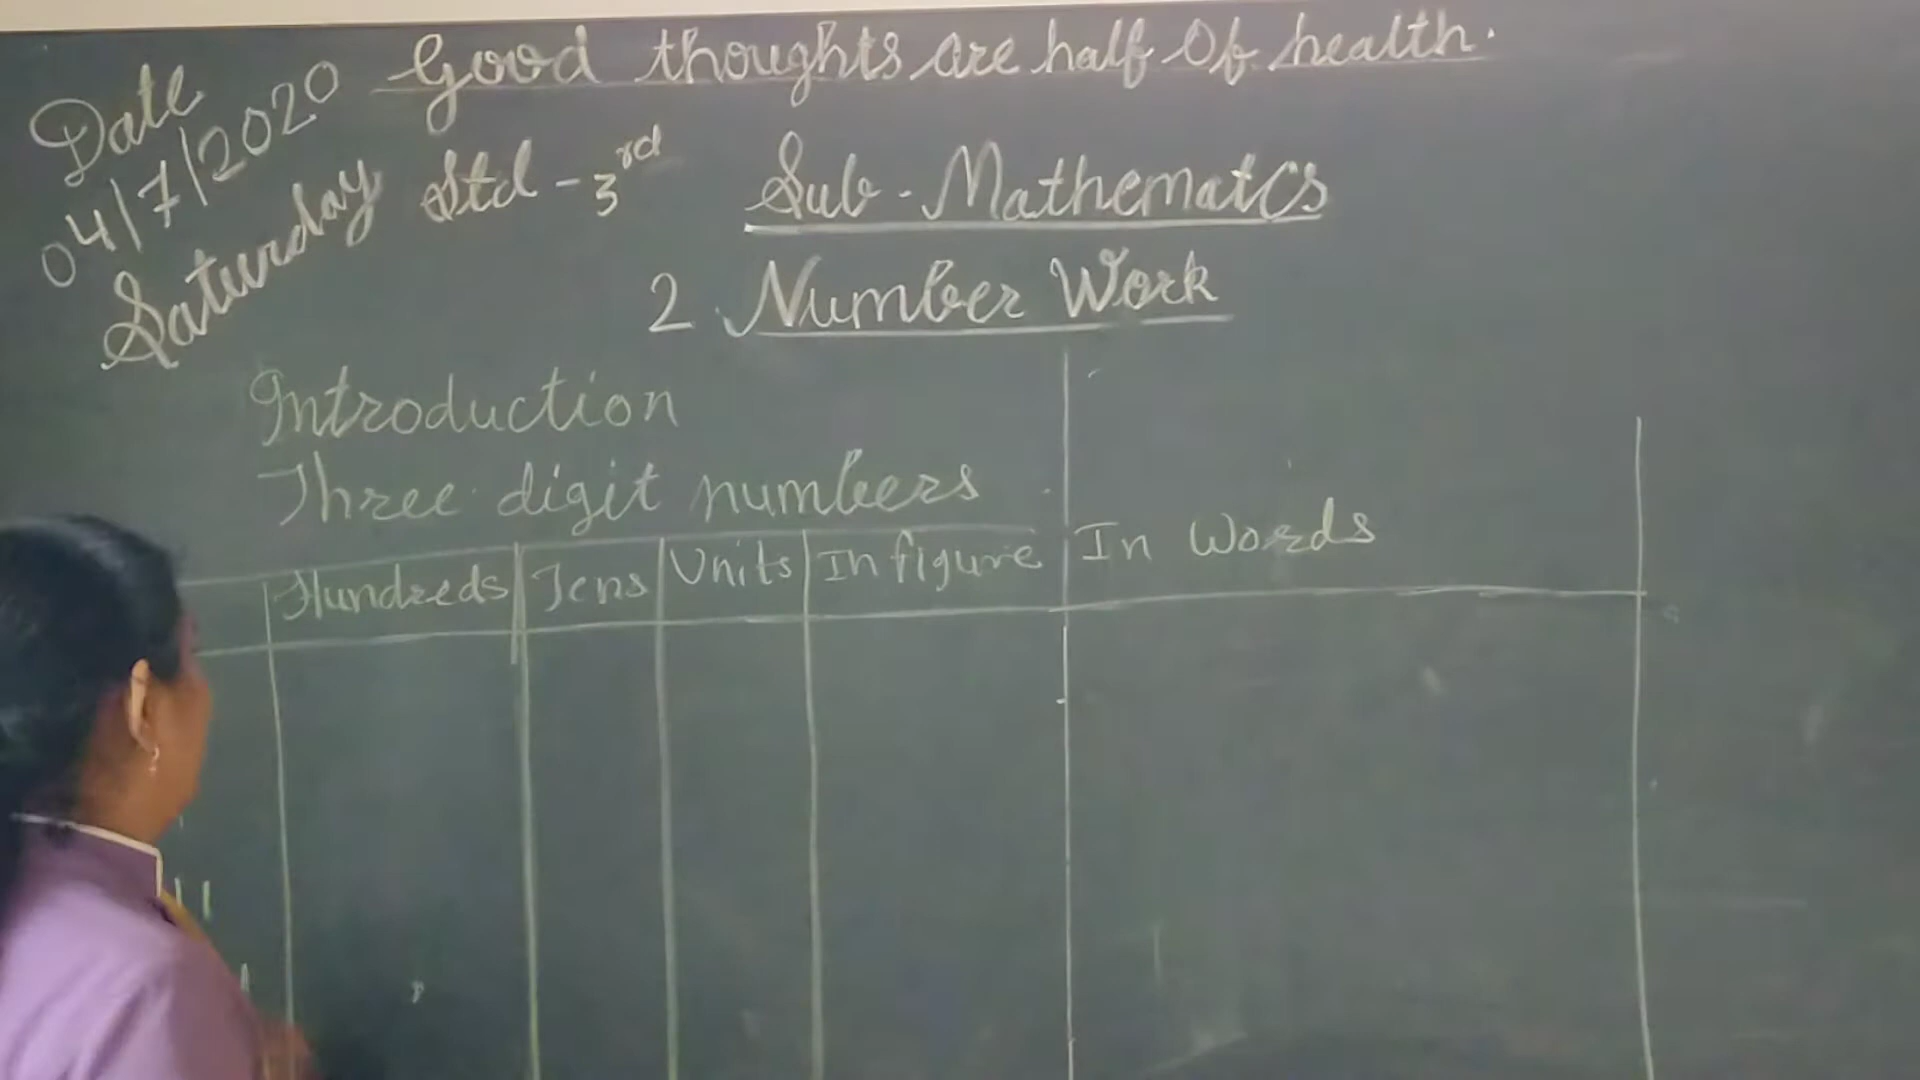 Good thoughts are half of health.
Date
04/7/2020
Saturday
Std - 3rd
Sub - Mathematcs
2. Number Work
Introduction
Three digit numbers
Hundreds Tens Units In figure In Words